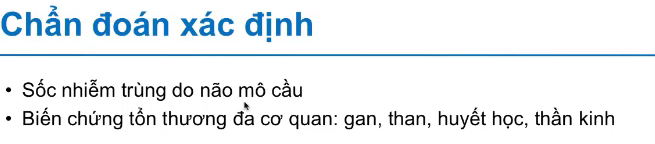 Chẩn đoán xác định
• Sốc nhiễm trùng do não mô cầu
• Biến chứng tổn thương đa cơ quan: gan, than, huyết học, thần kinh